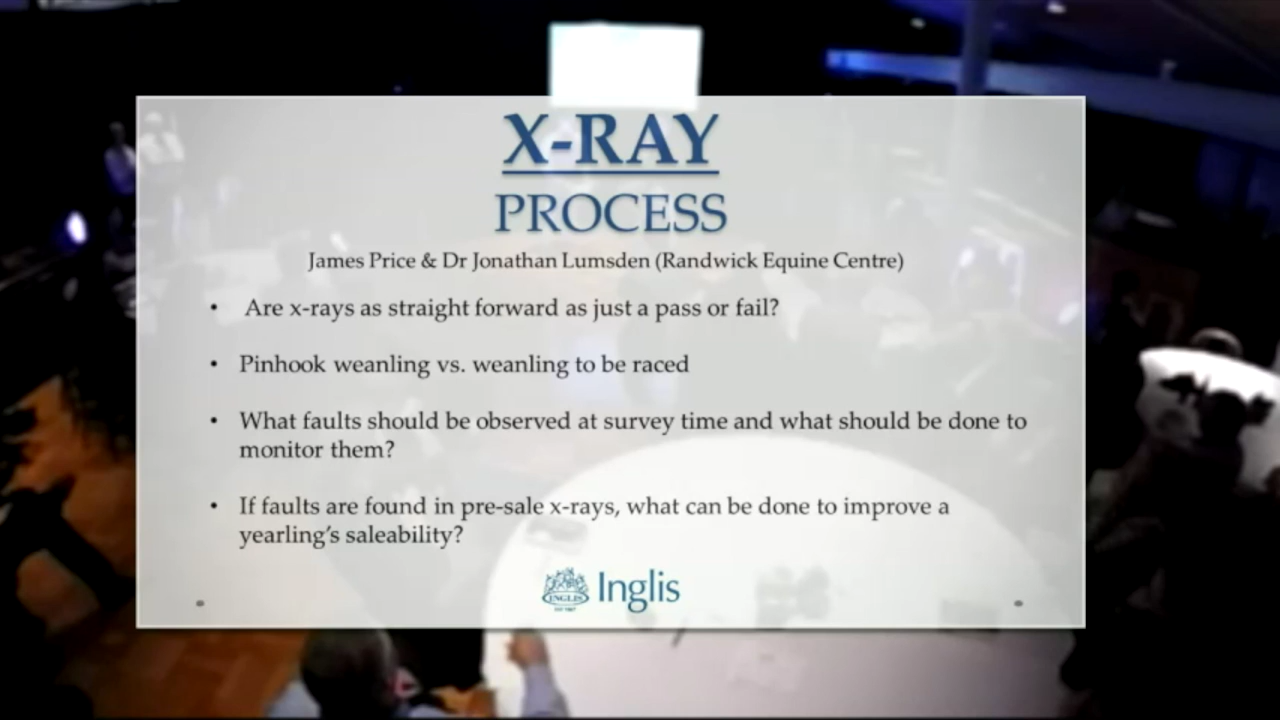 X-RAY
PROCESS
James Price & Dr Jonathan Lumsden (Randwick Equine Centre)
• Are x-rays as straight forward as just a pass or fail?
• Pinhook weanling vs. weanling to be raced
• What faults should be observed at survey time and what should be done to
monitor them?
• If faults are found in pre-sale x-rays, what can be done to improve a
yearling's saleability?
INGLIS
Inglis